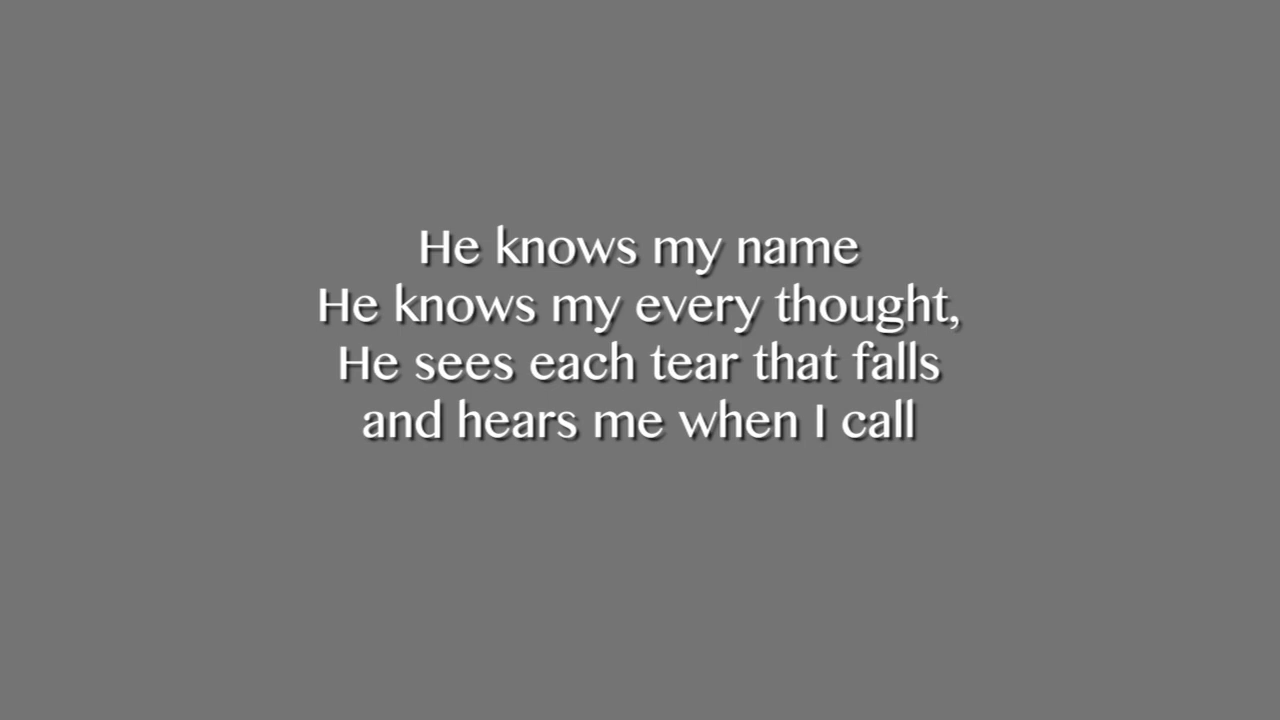 He knows my name
He knows my every thought,
He sees each tear that falls
and hears me when I call